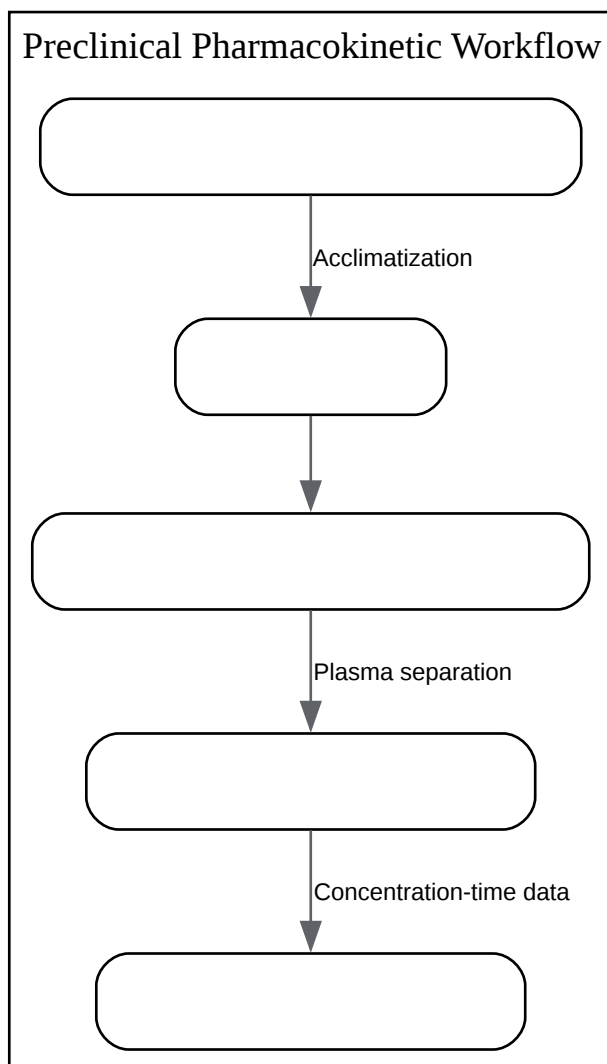 Preclinical Pharmacokinetic Workflow
Acclimatization
Plasma separation
Concentration-time data